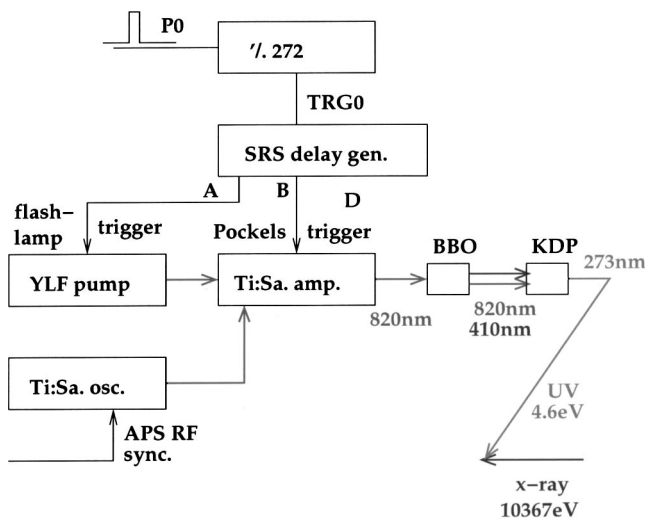 P0
٪. 272
TRG0
SRS delay gen.
A B D
flash-
lamp
trigger
Pockels trigger
BBO KDP
273nm
YLF pump
Ti:Sa. amp.
820nm
820nm
410nm
Ti:Sa. osc.
UV
4.6eV
APS RF
sync.
x-ray
10367eV